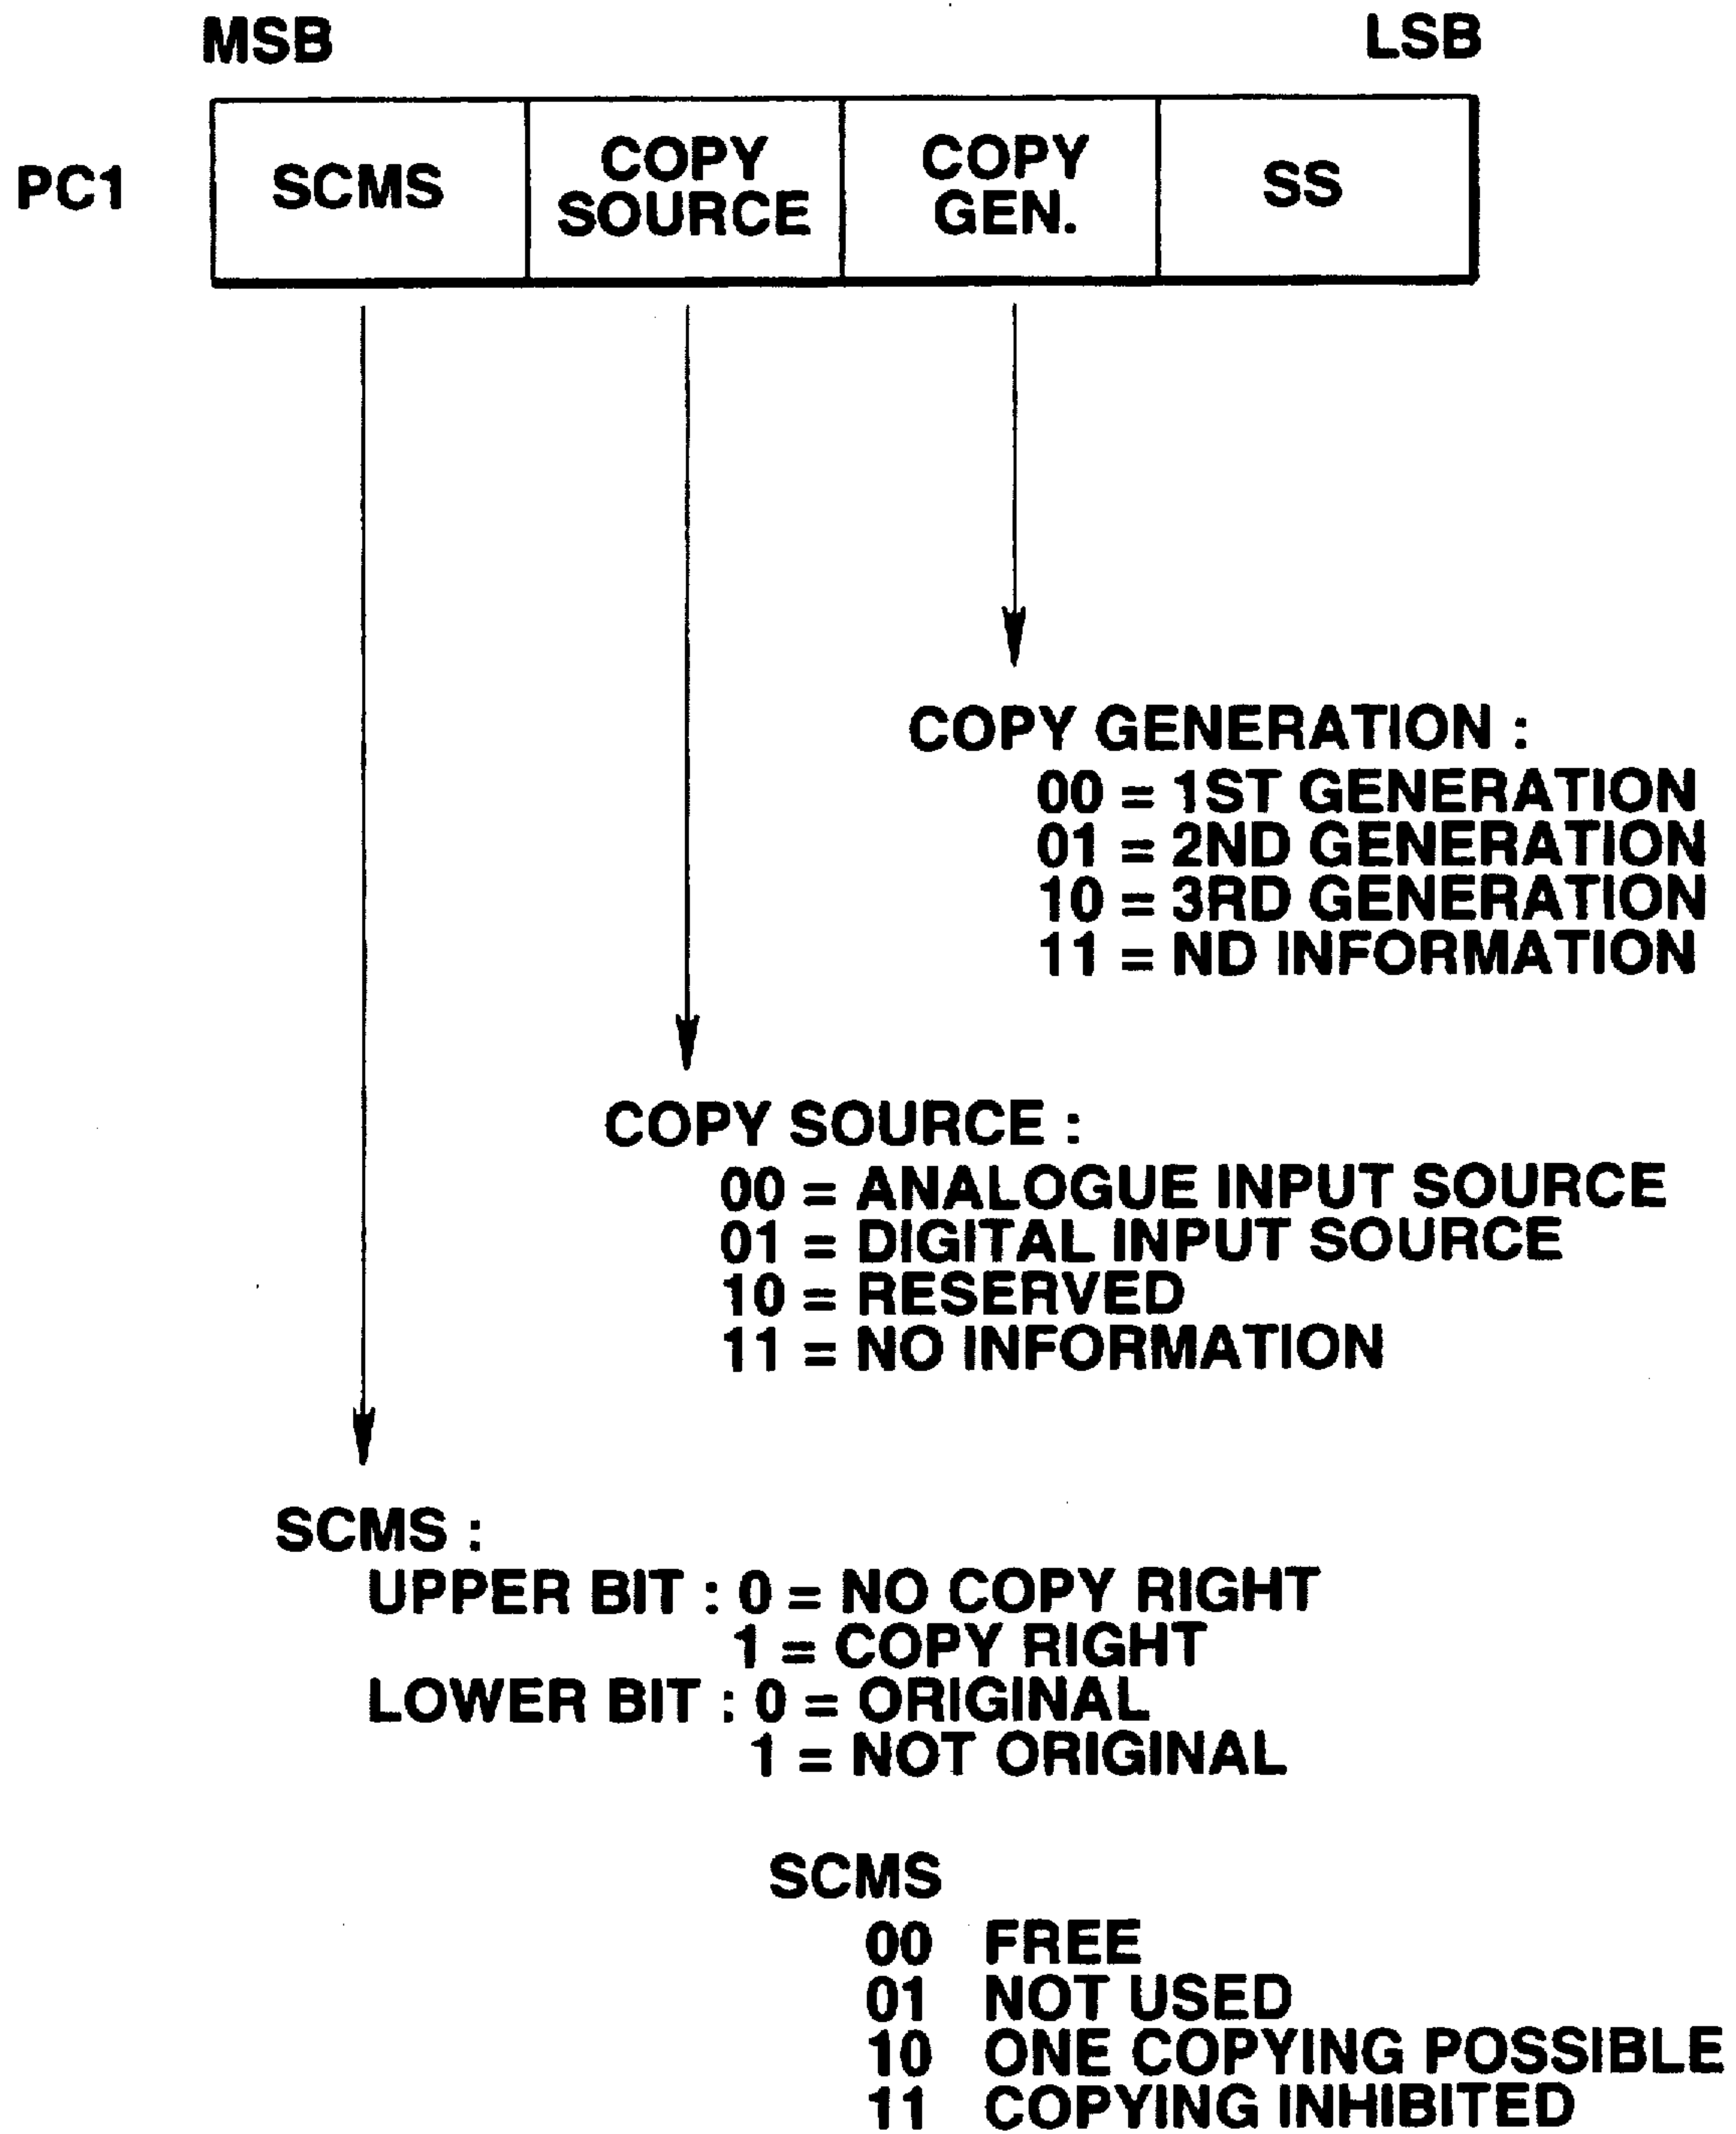 MSB LSB
PC1 SCMS COPY SOURCE COPY GEN. SS
COPY GENERATION :
00 = 1ST GENERATION
01 = 2ND GENERATION
10 = 3RD GENERATION
11 = ND INFORMATION
COPY SOURCE :
00 = ANALOGUE INPUT SOURCE
01 = DIGITAL INPUT SOURCE
10 = RESERVED
11 = NO INFORMATION
SCMS :
UPPER BIT : 0 = NO COPY RIGHT
1 = COPY RIGHT
LOWER BIT : 0 = ORIGINAL
1 = NOT ORIGINAL
SCMS
00 FREE
01 NOT USED
10 ONE COPYING POSSIBLE
11 COPYING INHIBITED